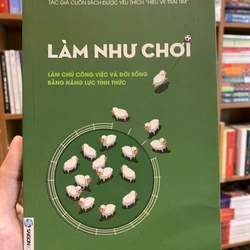 TÁC GIẢ CUỐN SÁCH ĐƯỢC YÊU THÍCH "HIỂU VỀ TRÁI TIM"
LÀM NHƯ CHƠI
LÀM CHỦ CÔNG VIỆC VÀ ĐỜI SỐNG
BẰNG NĂNG LỰC TỈNH THỨC